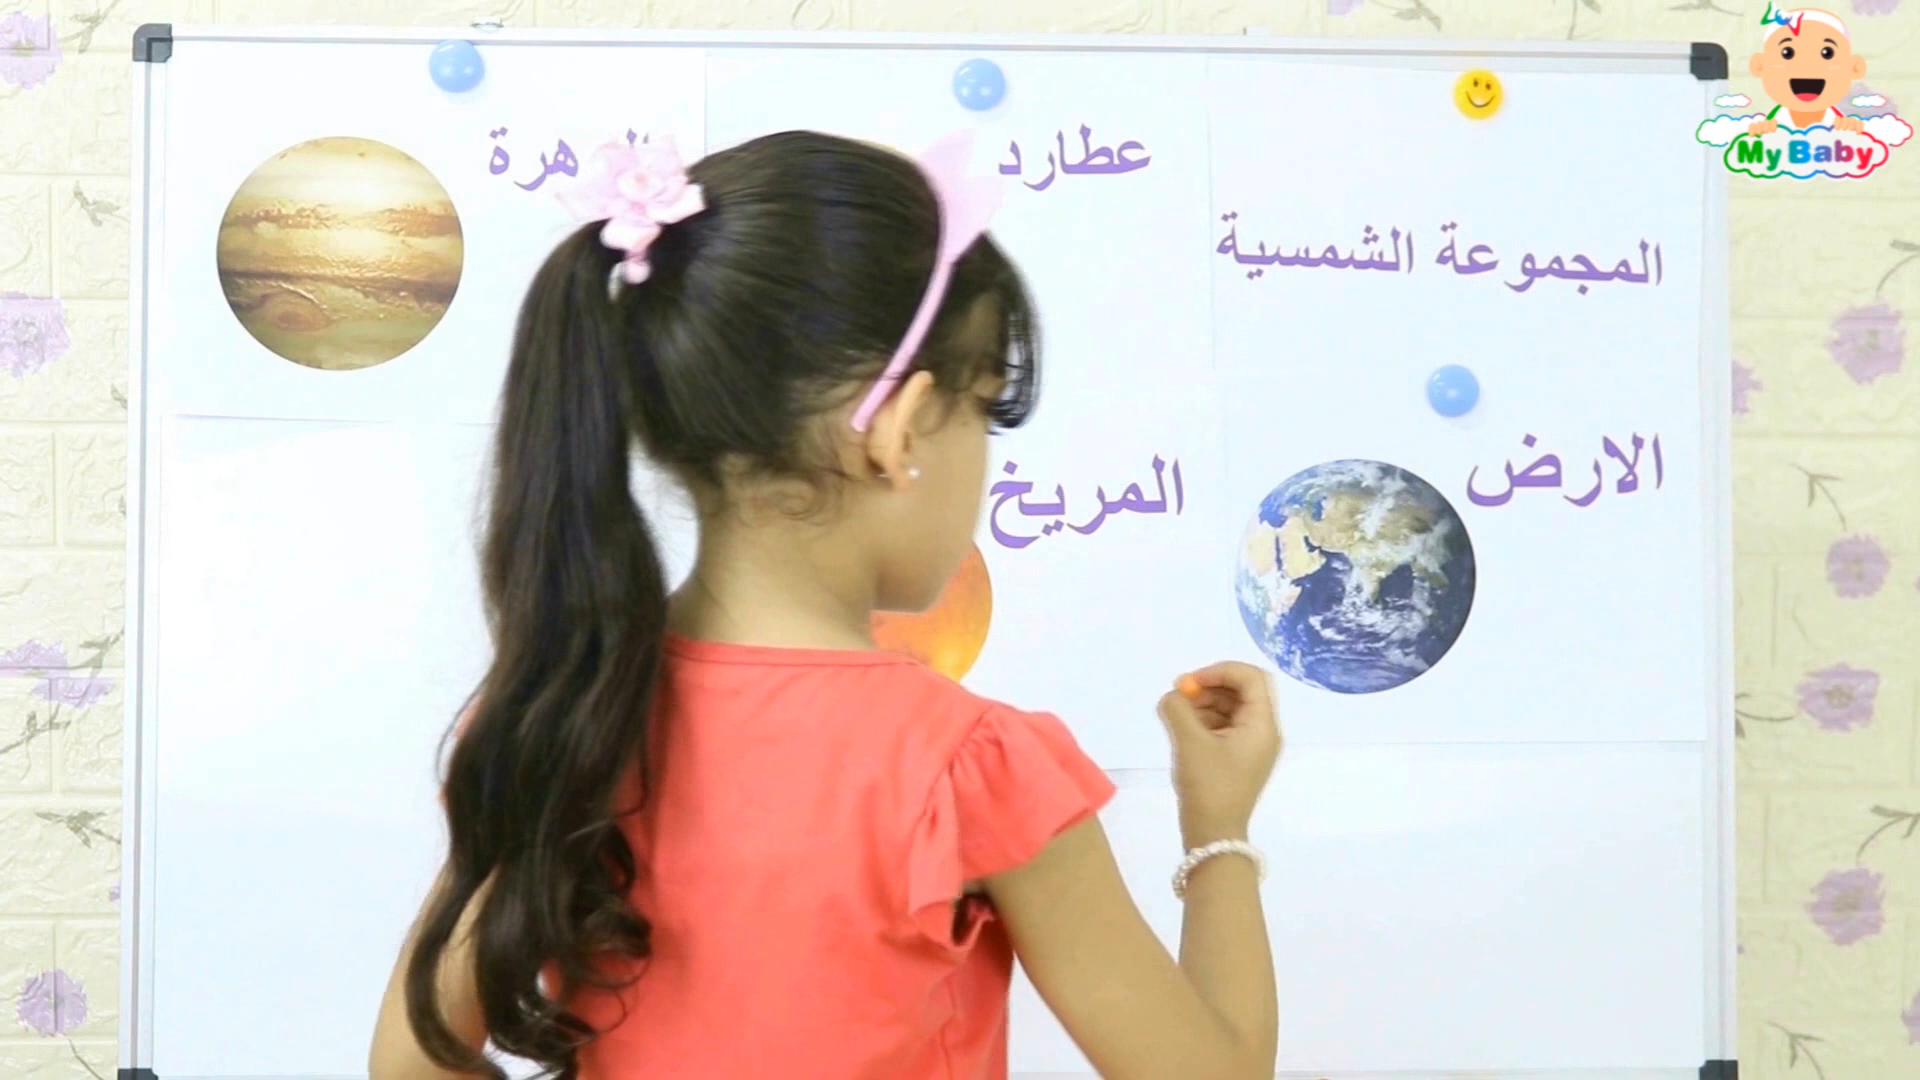 المجموعة الشمسية
عطارد
الارض
المريخ
My Baby